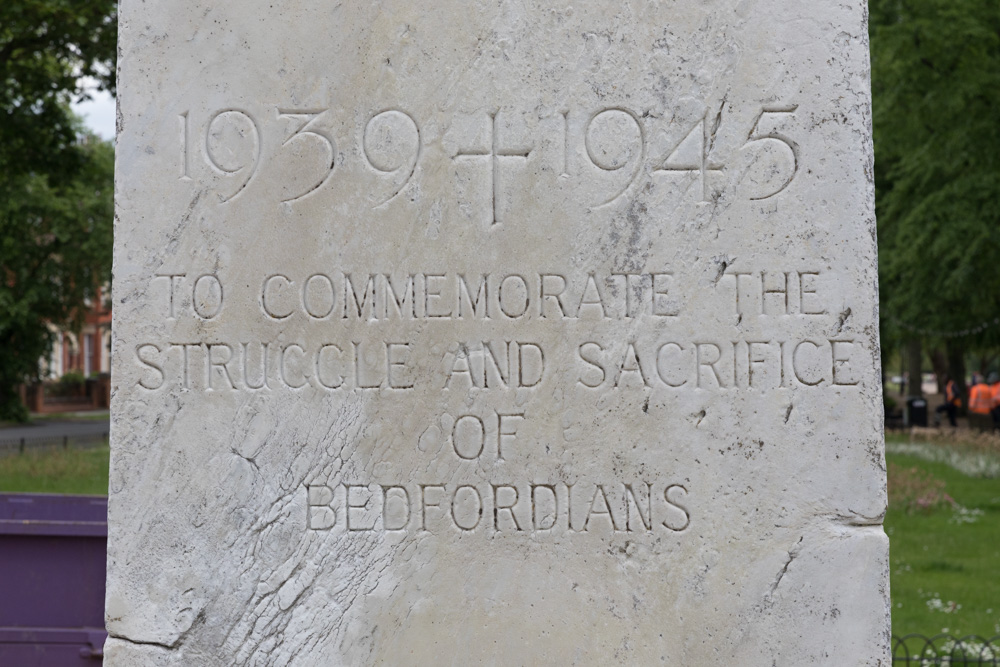 1939+1945
TO COMMEMORATE THE
STRUGGLE AND SACRIFICE
OF
BEDFORDIANS